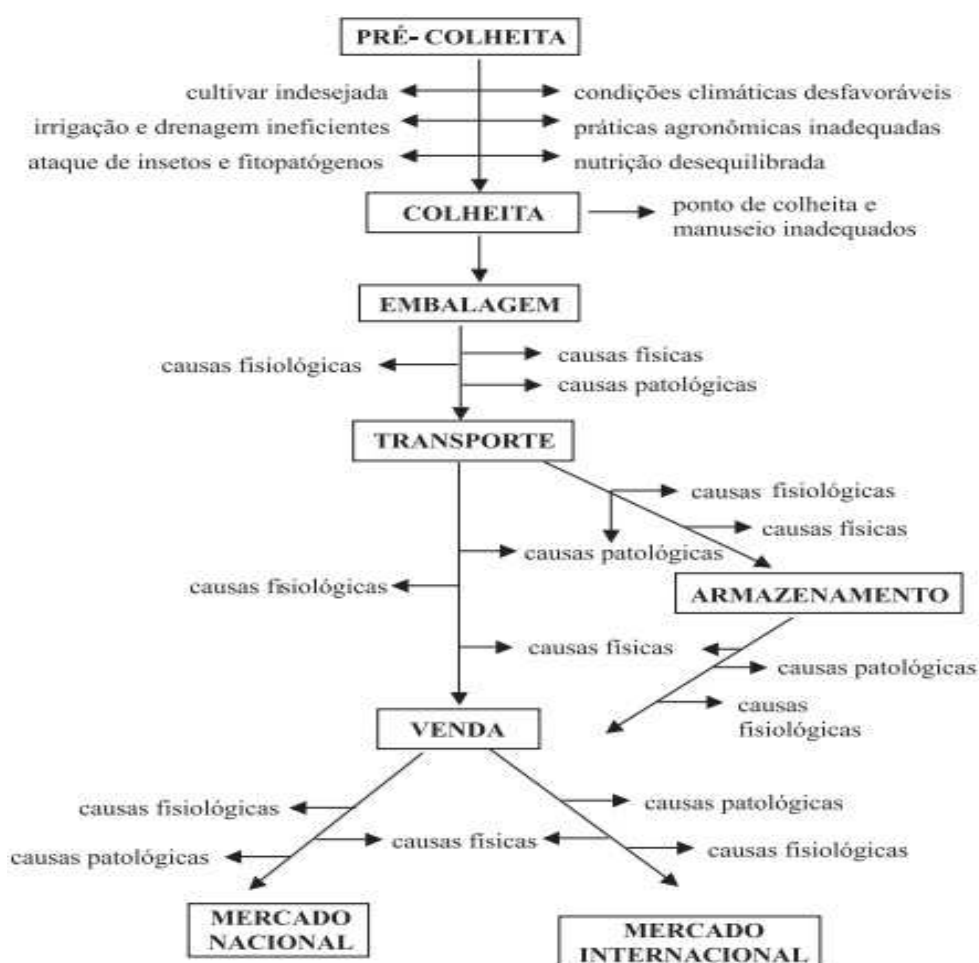 PRÉ-COLHEITA
cultivar indesejada
condições climáticas desfavoráveis
irrigação e drenagem ineficientes
práticas agronômicas inadequadas
ataque de insetos e fitopatógenos
nutrição desequilibrada
COLHEITA
ponto de colheita e
manuseio inadequados
EMBALAGEM
causas físicas
causas fisiológicas
causas patológicas
TRANSPORTE
causas fisiológicas
causas físicas
causas patológicas
causas fisiológicas
ARMAZENAMENTO
causas físicas
causas patológicas
causas
fisiológicas
VENDA
causas fisiológicas
causas patológicas
causas físicas
causas patológicas
causas fisiológicas
MERCADO
NACIONAL
MERCADO
INTERNACIONAL